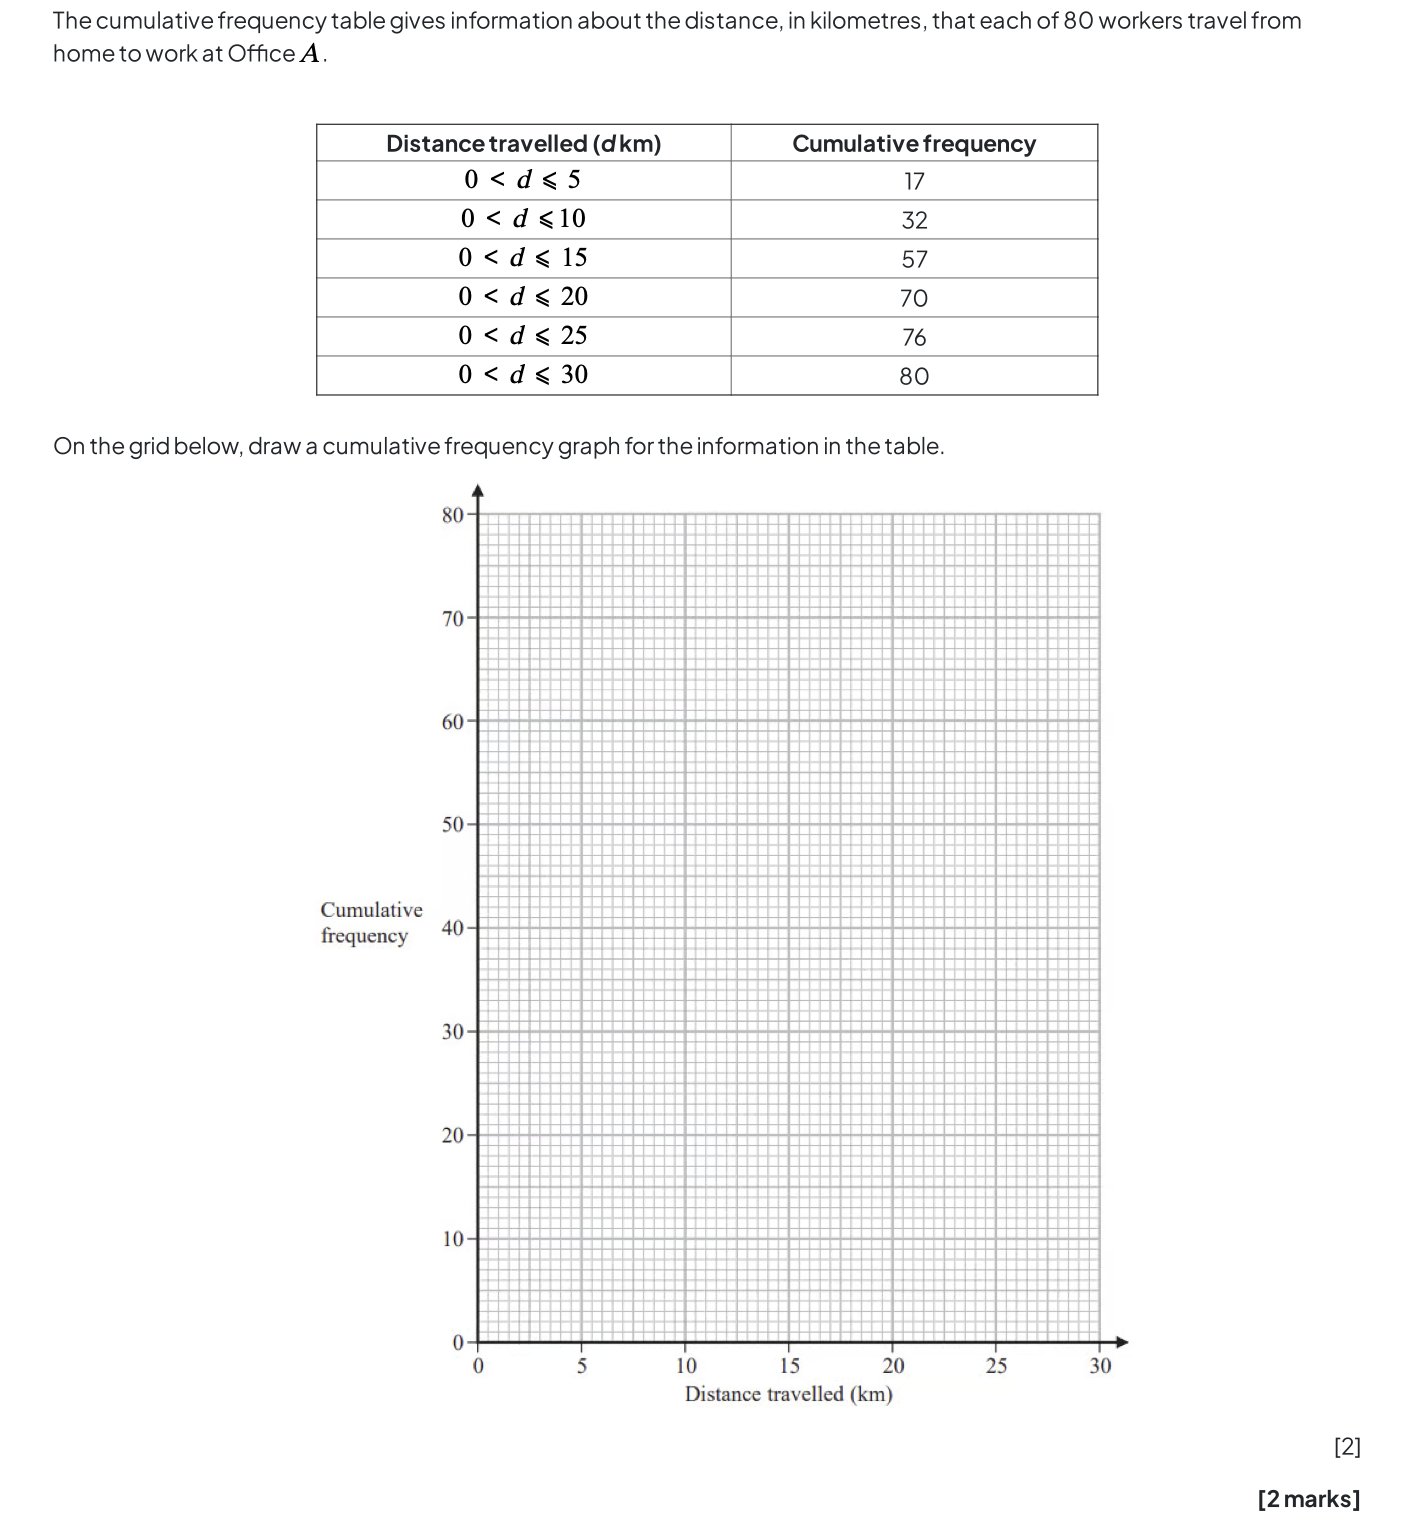 The cumulative frequency table gives information about the distance, in kilometres, that each of 80 workers travel from
home to work at Office A.
Distance travelled (d km) Cumulative frequency
0 < d ⩽ 5 17
0 < d ⩽ 10 32
0 < d ⩽ 15 57
0 < d ⩽ 20 70
0 < d ⩽ 25 76
0 < d ⩽ 30 80
On the grid below, draw a cumulative frequency graph for the information in the table.
80
70
60
50
Cumulative
frequency
40
30
20
10
0
0 5 10 15 20 25 30
Distance travelled (km)
[2]
[2 marks]